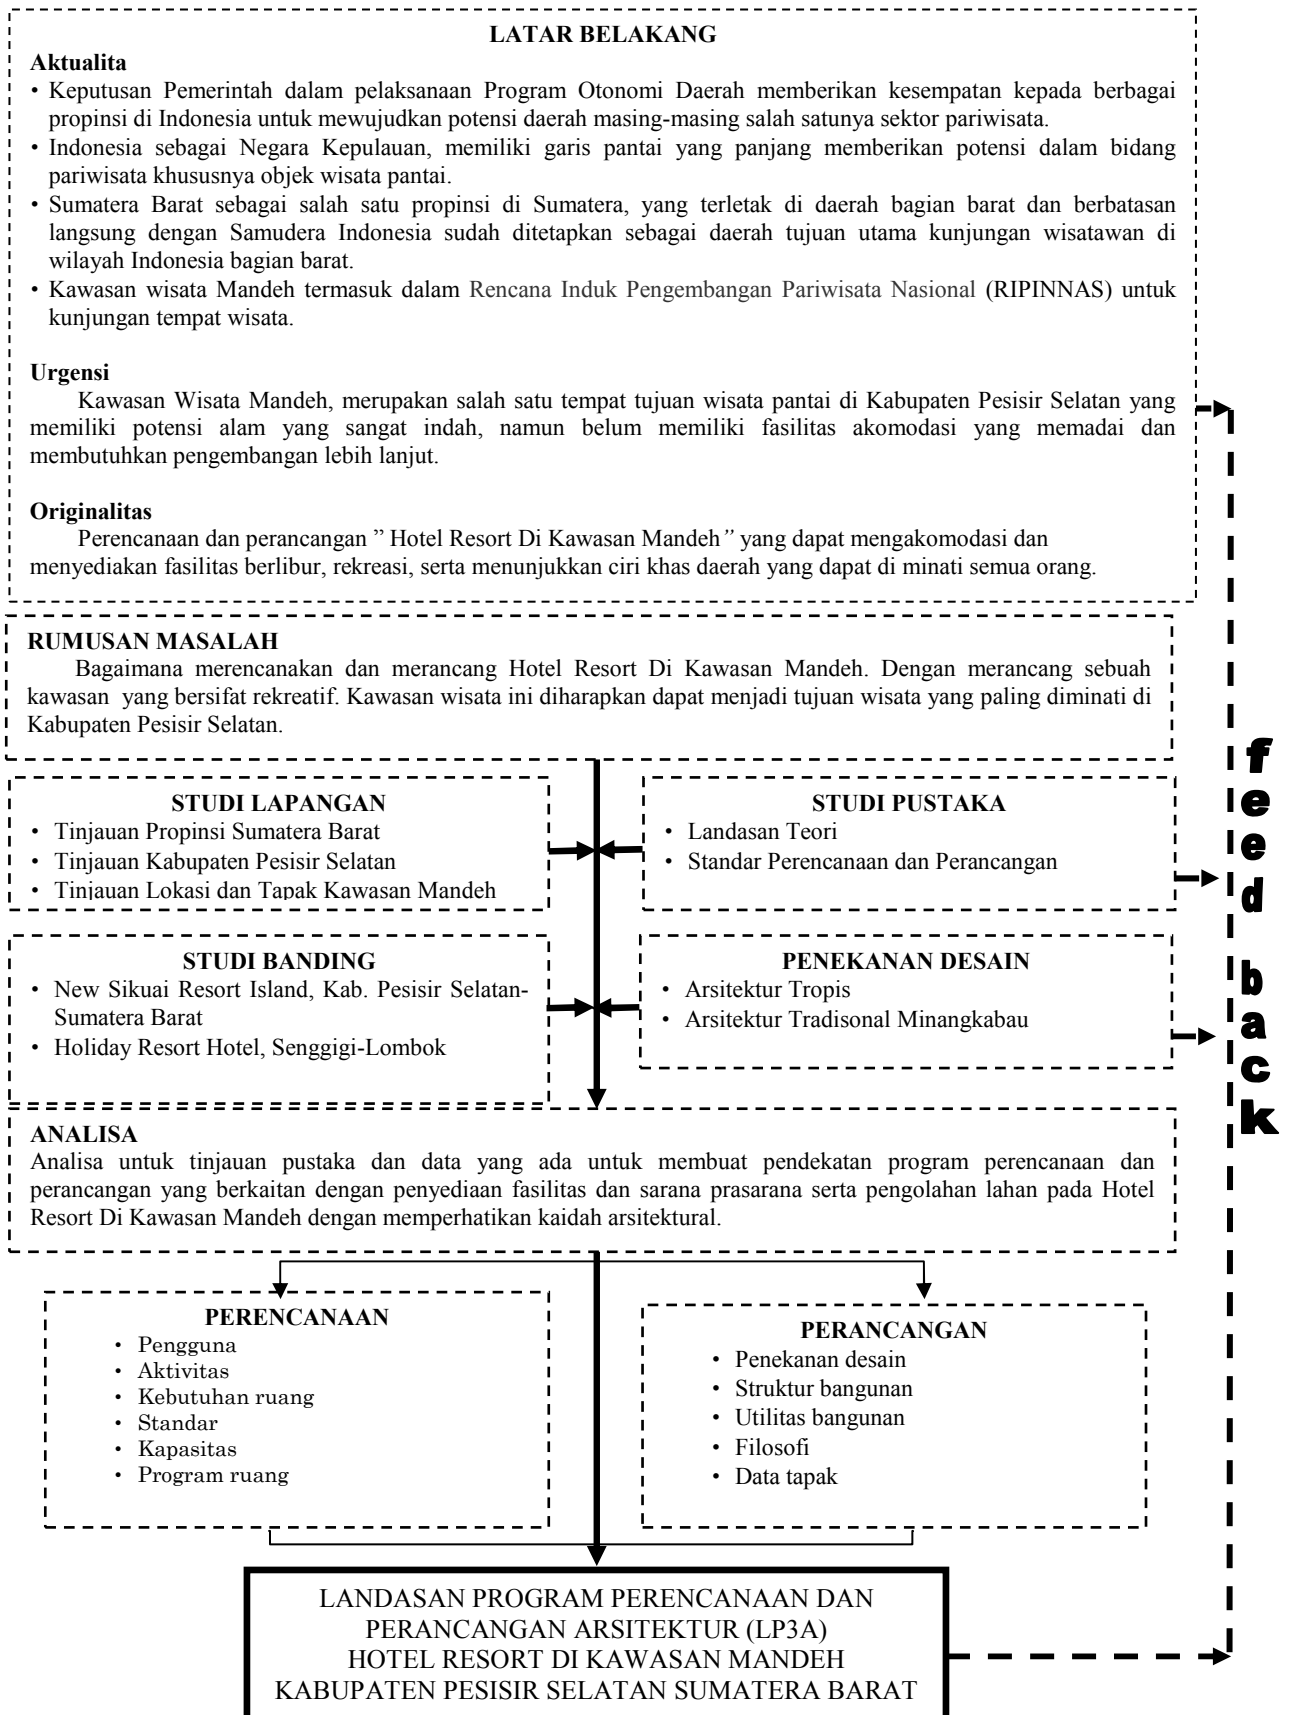 LATAR BELAKANG
Aktualita
• Keputusan Pemerintah dalam pelaksanaan Program Otonomi Daerah memberikan kesempatan kepada berbagai
propinsi di Indonesia untuk mewujudkan potensi daerah masing-masing salah satunya sektor pariwisata.
• Indonesia sebagai Negara Kepulauan, memiliki garis pantai yang panjang memberikan potensi dalam bidang
pariwisata khususnya objek wisata pantai.
• Sumatera Barat sebagai salah satu propinsi di Sumatera, yang terletak di daerah bagian barat dan berbatasan
langsung dengan Samudera Indonesia sudah ditetapkan sebagai daerah tujuan utama kunjungan wisatawan di
wilayah Indonesia bagian barat.
• Kawasan wisata Mandeh termasuk dalam Rencana Induk Pengembangan Pariwisata Nasional (RIPINNAS) untuk
kunjungan tempat wisata.
Urgensi
Kawasan Wisata Mandeh, merupakan salah satu tempat tujuan wisata pantai di Kabupaten Pesisir Selatan yang
memiliki potensi alam yang sangat indah, numun belum memiliki fasilitas akomodasi yang memadai dan
membutuhkan pengembangan lebih lanjut.
Originalitas
Perencanaan dan perancangan ” Hotel Resort Di Kawasan Mandeh” yang dapat mengakomodasi dan
menyediakan fasilitas berlibur, rekreasi, serta menunjukkan ciri khas daerah yang dapat di minati semua orang.
RUMUSAN MASALAH
Bagaimana merencanakan dan merancang Hotel Resort Di Kawasan Mandeh. Dengan merancang sebuah
kawasan yang bersifat rekreatif. Kawasan wisata ini diharapkan dapat menjadi tujuan wisata yang paling diminati di
Kabupaten Pesisir Selatan.
STUDI LAPANGAN
• Tinjauan Propinsi Sumatera Barat
• Tinjauan Kabupaten Pesisir Selatan
• Tinjauan Lokasi dan Tapak Kawasan Mandeh
STUDI PUSTAKA
• Landasan Teori
• Standar Perencanaan dan Perancangan
STUDI BANDING
• New Sikuai Resort Island, Kab. Pesisir Selatan-
Sumatera Barat
• Holiday Resort Hotel, Senggigi-Lombok
PENEKANAN DESAIN
• Arsitektur Tropis
• Arsitektur Tradisonal Minangkabau
ANALISA
Analisa untuk tinjauan pustaka dan data yang ada untuk membuat pendekatan program perencanaan dan
perancangan yang berkaitan dengan penyediaan fasilitas dan sarana prasarana serta pengolahan lahan pada Hotel
Resort Di Kawasan Mandeh dengan memperhatikan kaidah arsitektural.
PERENCANAAN
• Pengguna
• Aktivitas
• Kebutuhan ruang
• Standar
• Kapasitas
• Program ruang
PERANCANGAN
• Penekanan desain
• Struktur bangunan
• Utilitas bangunan
• Filosofi
• Data tapak
LANDASAN PROGRAM PERENCANAAN DAN
PERANCANGAN ARSITEKTUR (LP3A)
HOTEL RESORT DI KAWASAN MANDEH
KABUPATEN PESISIR SELATAN SUMATERA BARAT
feed back